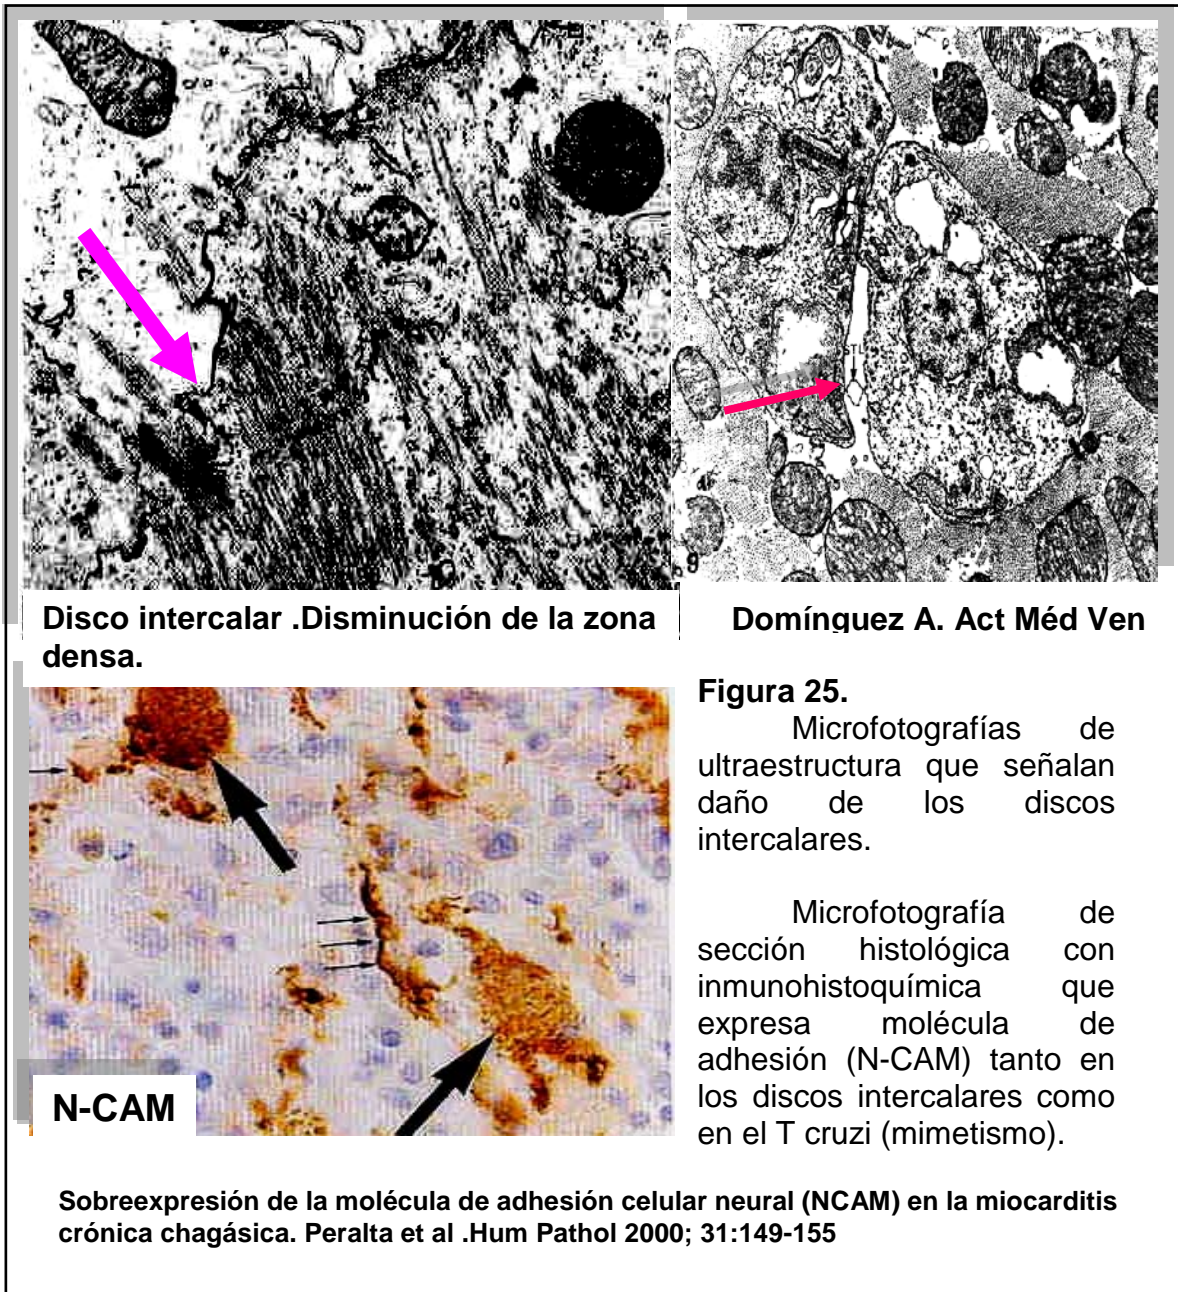 9
Disco intercalar .Disminución de la zona
densa.
Domínguez A. Act Méd Ven
N-CAM
Figura 25.
Microfotografías de
ultraestructura que señalan
daño de los discos
intercalares.
Microfotografía de
sección histológica con
inmunohistoquímica que
expresa molécula de
adhesión (N-CAM) tanto en
los discos intercalares como
en el T cruzi (mimetismo).
Sobreexpresión de la molécula de adhesión celular neural (NCAM) en la miocarditis
crónica chagásica. Peralta et al .Hum Pathol 2000; 31:149-155